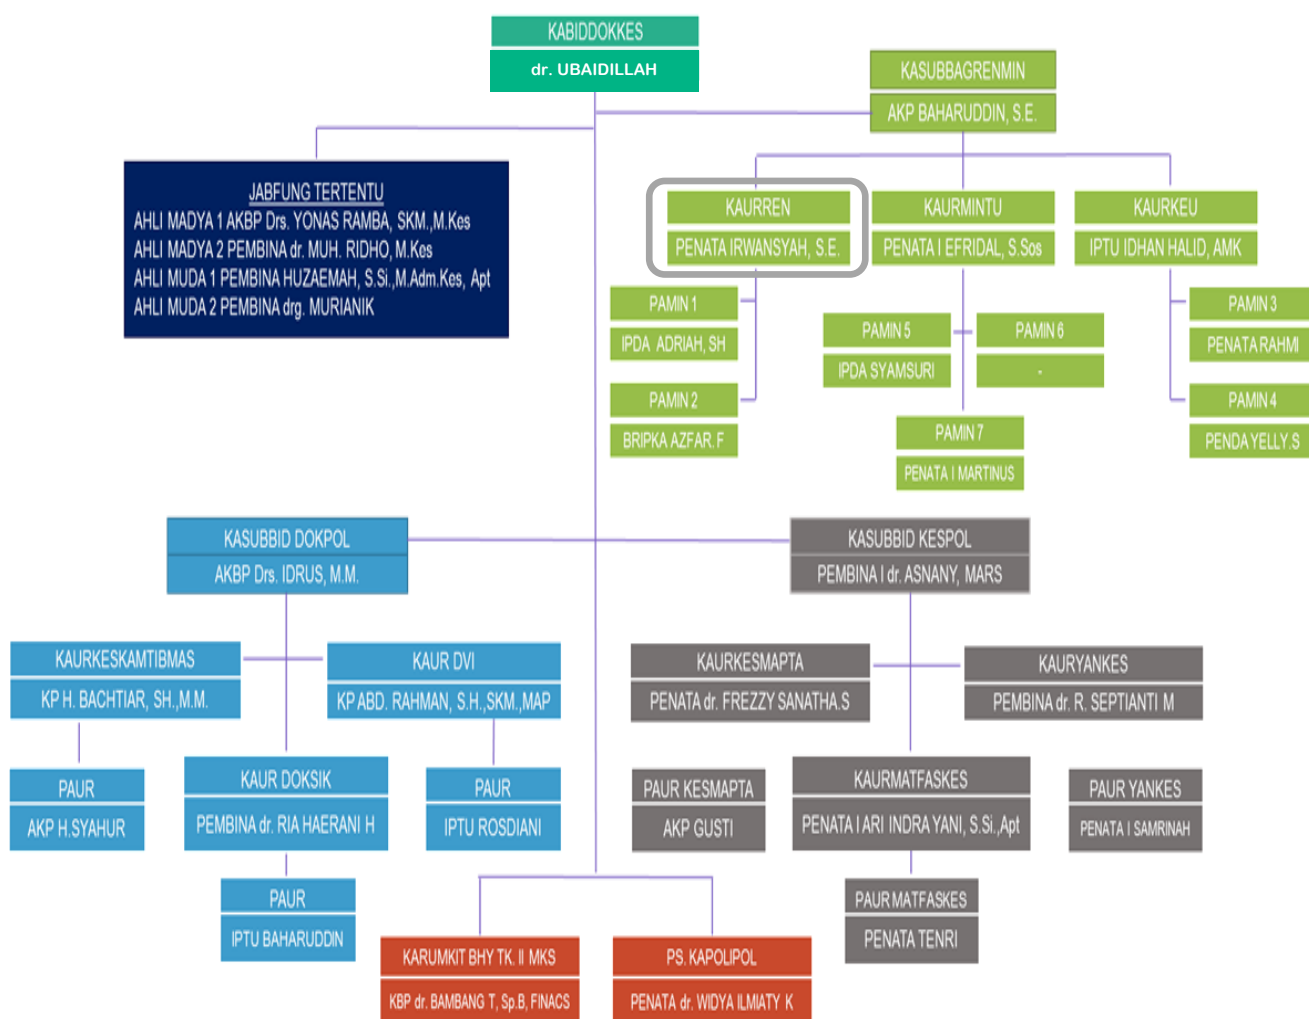 KABIDDOKKES
dr. UBAIDILLAH
KASUBBAGRENMIN
AKP BAHARUDDIN, S.E.
JABFUNG TERTENTU
AHLI MADYA 1 AKBP Drs. YONAS RAMBA, SKM.,M.Kes
AHLI MADYA 2 PEMBINA dr. MUH. RIDHO, M.Kes
AHLI MUDA 1 PEMBINA HUZAEMAH, S.Si.,M.Adm.Kes, Apt
AHLI MUDA 2 PEMBINA drg. MURIANIK
KAURREN
PENATA IRWANSYAH, S.E.
KAURMINTU
PENATA I EFRIDAL, S.Sos
KAURKEU
IPTU IDHAN HALID, AMK
PAMIN 1
IPDA ADRIAH, SH
PAMIN 2
BRIPKA AZFAR. F
PAMIN 5
IPDA SYAMSURI
PAMIN 6
-
PAMIN 7
PENATA I MARTINUS
PAMIN 3
PENATA RAHMI
PAMIN 4
PENDA YELLY.S
KASUBBID DOKPOL
AKBP Drs. IDRUS, M.M.
KASUBBID KESPOL
PEMBINA I dr. ASNANY, MARS
KAURKESKAMTIBMAS
KP H. BACHTIAR, SH.,M.M.
KAUR DVI
KP ABD. RAHMAN, S.H.,SKM.,MAP
KAURKESMAPTA
PENATA dr. FREZZY SANATHA.S
KAURYANKES
PEMBINA dr. R. SEPTIANTI M
PAUR
AKP H.SYAHUR
KAUR DOKSIK
PEMBINA dr. RIA HAERANI H
PAUR
IPTU ROSDIANI
PAUR KESMAPTA
AKP GUSTI
KAURMATFASKES
PENATA I ARI INDRA YANI, S.Si.,Apt
PAUR YANKES
PENATA I SAMRINAH
PAUR
IPTU BAHARUDDIN
PAUR MATFASKES
PENATA TENRI
KARUMKIT BHY TK. II MKS
KBP dr. BAMBANG T, Sp.B, FINACS
PS. KAPOLIPOL
PENATA dr. WIDYA ILMIATY K